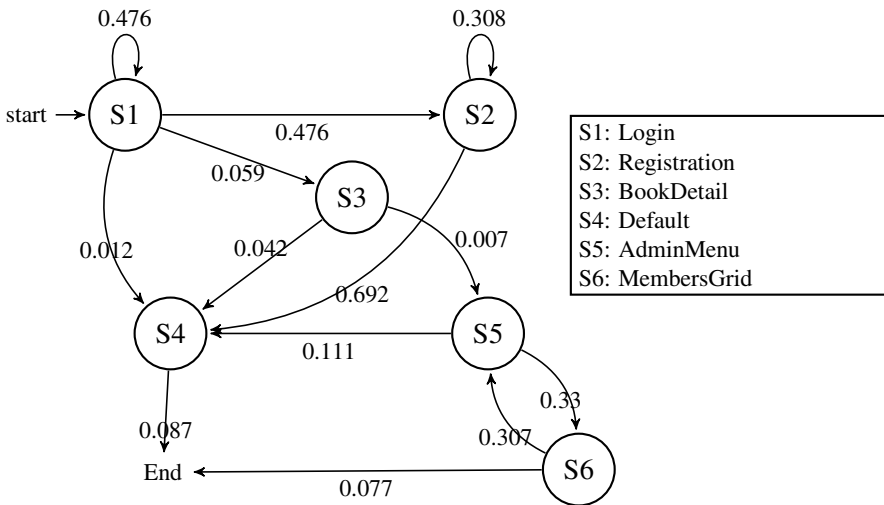 0.476
0.308
start
S1
S2
0.476
S1: Login
S2: Registration
S3: BookDetail
S4: Default
S5: AdminMenu
S6: MembersGrid
0.059
S3
0.012
0.042
0.007
0.692
S4
S5
0.111
0.33
0.087
0.307
End
S6
0.077